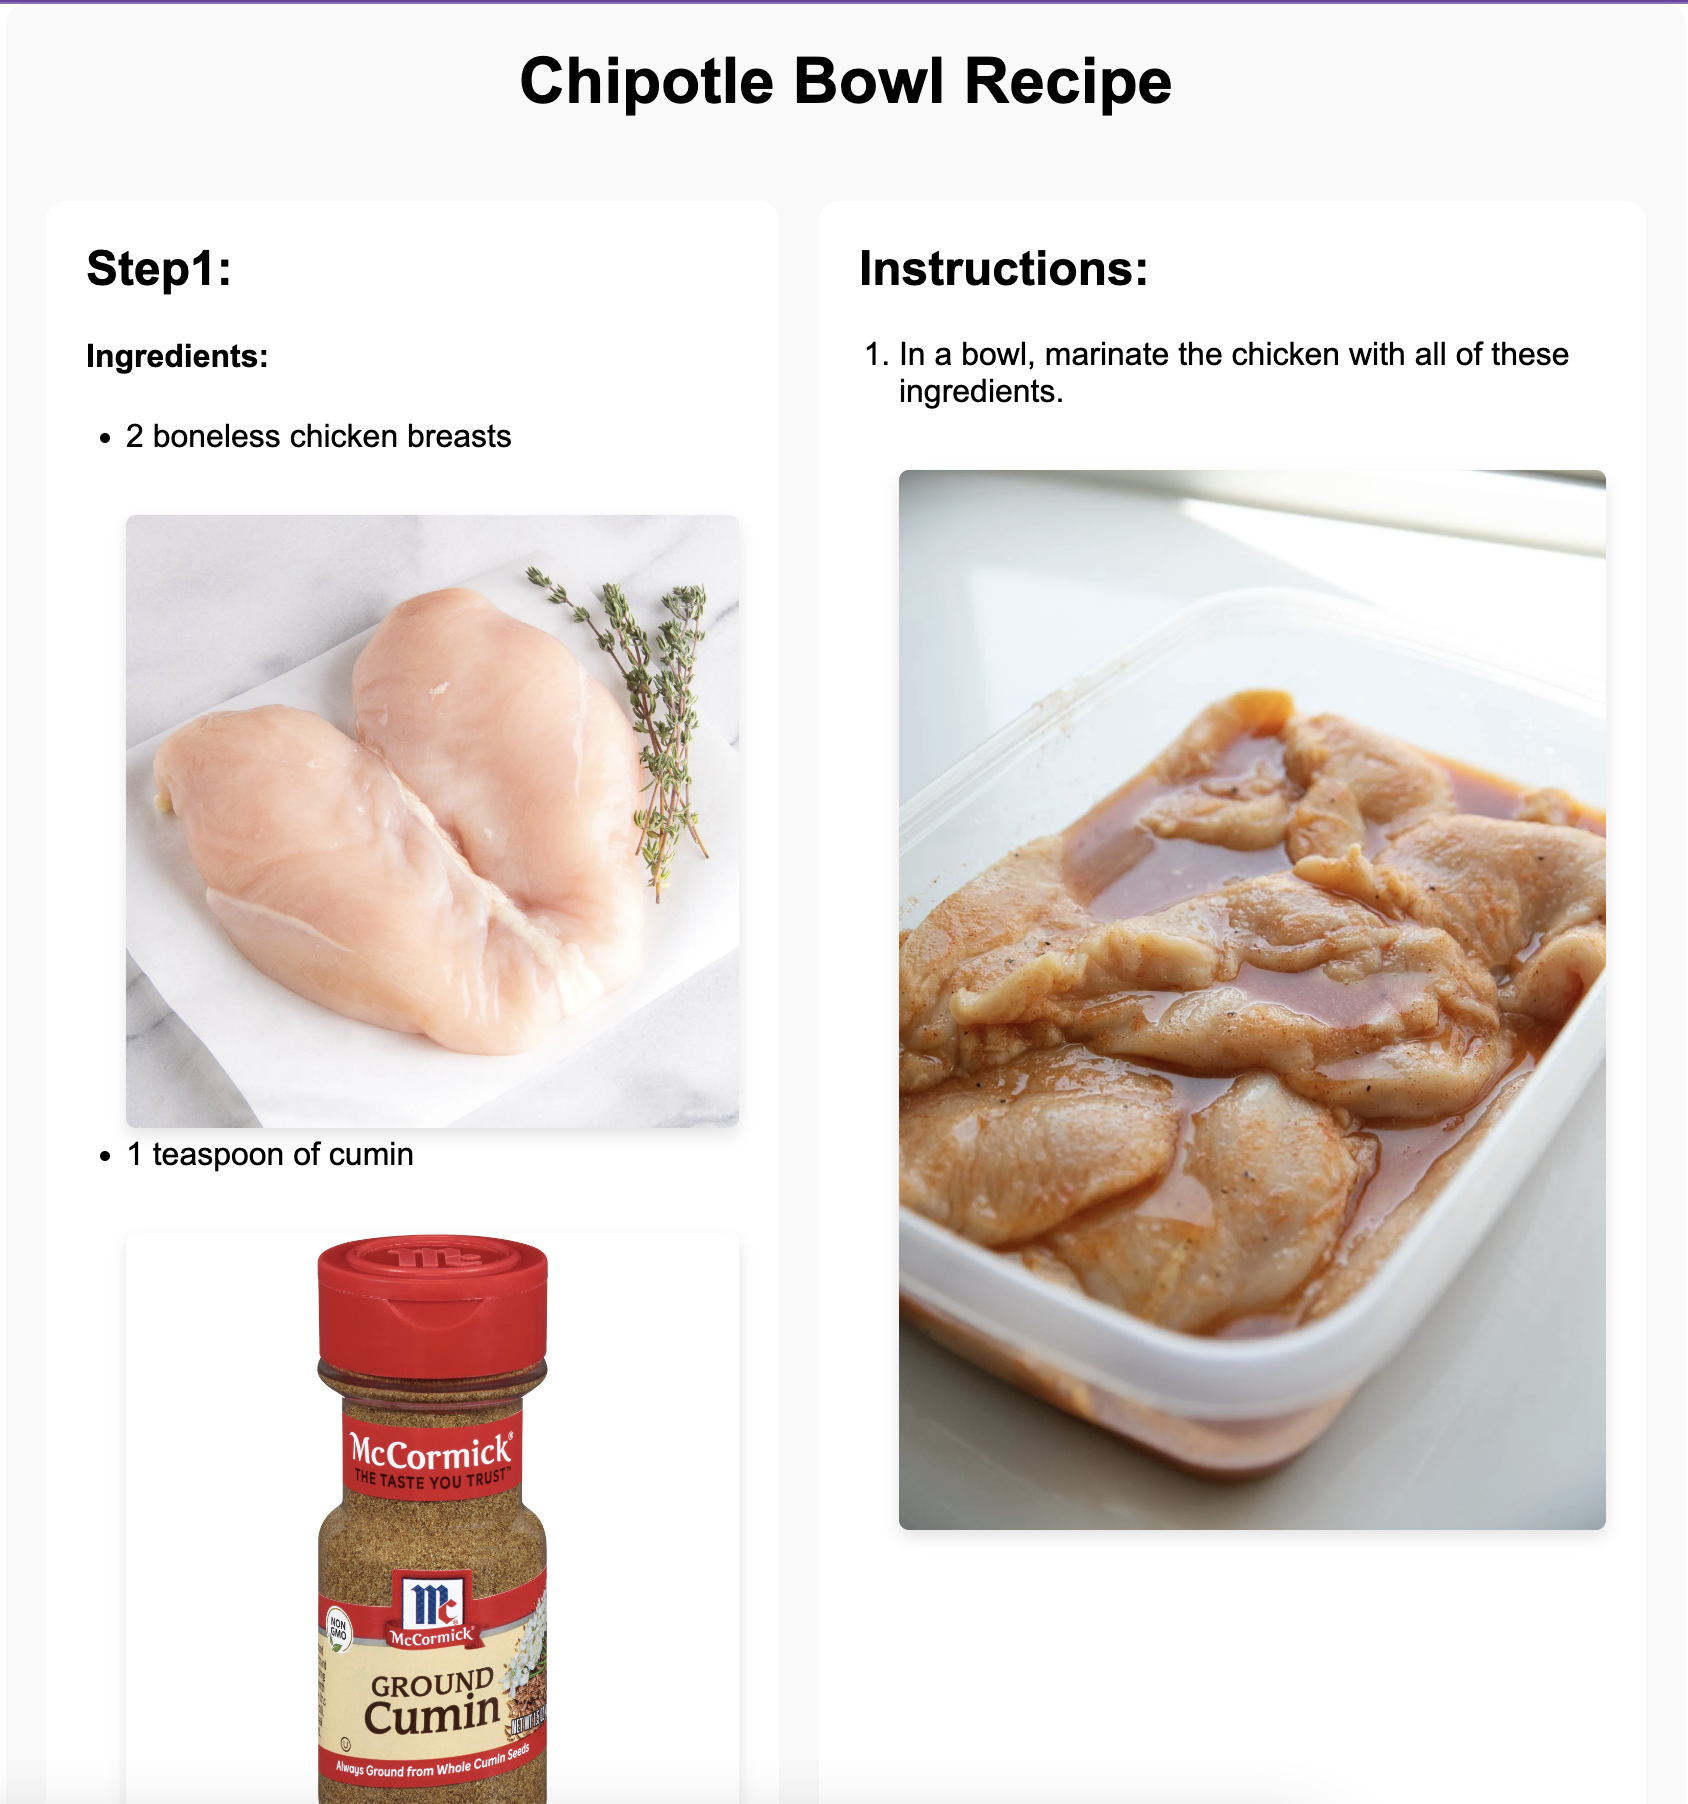 Chipotle Bowl Recipe
Step1:
Ingredients:
• 2 boneless chicken breasts
• 1 teaspoon of cumin
McCormick®
THE TASTE YOU TRUST™
NON
GMO
Mc
McCormick®
GROUND
Cumin
Always Ground from Whole Cumin Seeds
Instructions:
1. In a bowl, marinate the chicken with all of these
ingredients.